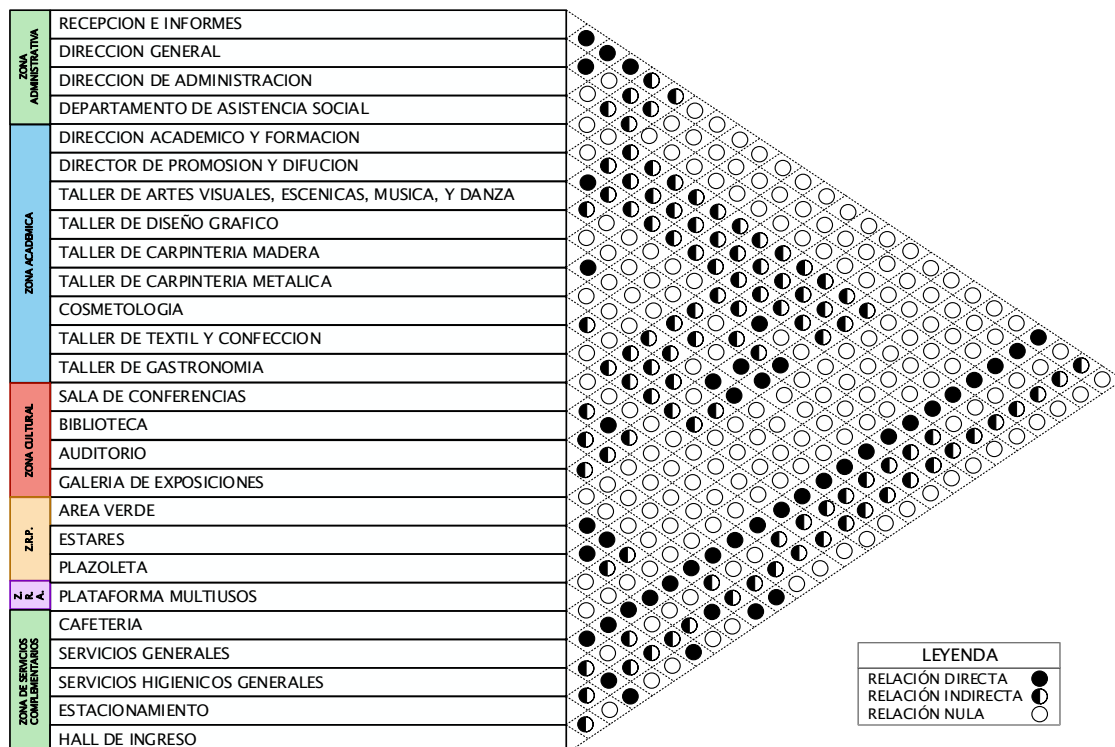 ZONA
ADMINISTRATIVA
RECEPCION E INFORMES
DIRECCION GENERAL
DIRECCION DE ADMINISTRACION
DEPARTAMENTO DE ASISTENCIA SOCIAL
ZONA ACADEMICA
DIRECCION ACADEMICO Y FORMACION
DIRECTOR DE PROMOSION Y DIFUCION
TALLER DE ARTES VISUALES, ESCENICAS, MUSICA, Y DANZA
TALLER DE DISEÑO GRAFICO
TALLER DE CARPINTERIA MADERA
TALLER DE CARPINTERIA METALICA
COSMETOLOGIA
TALLER DE TEXTIL Y CONFECCION
TALLER DE GASTRONOMIA
ZONA CULTURAL
SALA DE CONFERENCIAS
BIBLIOTECA
AUDITORIO
GALERIA DE EXPOSICIONES
Z.R.P.
AREA VERDE
ESTARES
PLAZOLETA
Z.
R.
A.
PLATAFORMA MULTIUSOS
ZONA DE SERVICIOS
COMPLEMENTARIOS
CAFETERIA
SERVICIOS GENERALES
SERVICIOS HIGIENICOS GENERALES
ESTACIONAMIENTO
HALL DE INGRESO
LEYENDA
RELACIÓN DIRECTA
RELACIÓN INDIRECTA
RELACIÓN NULA